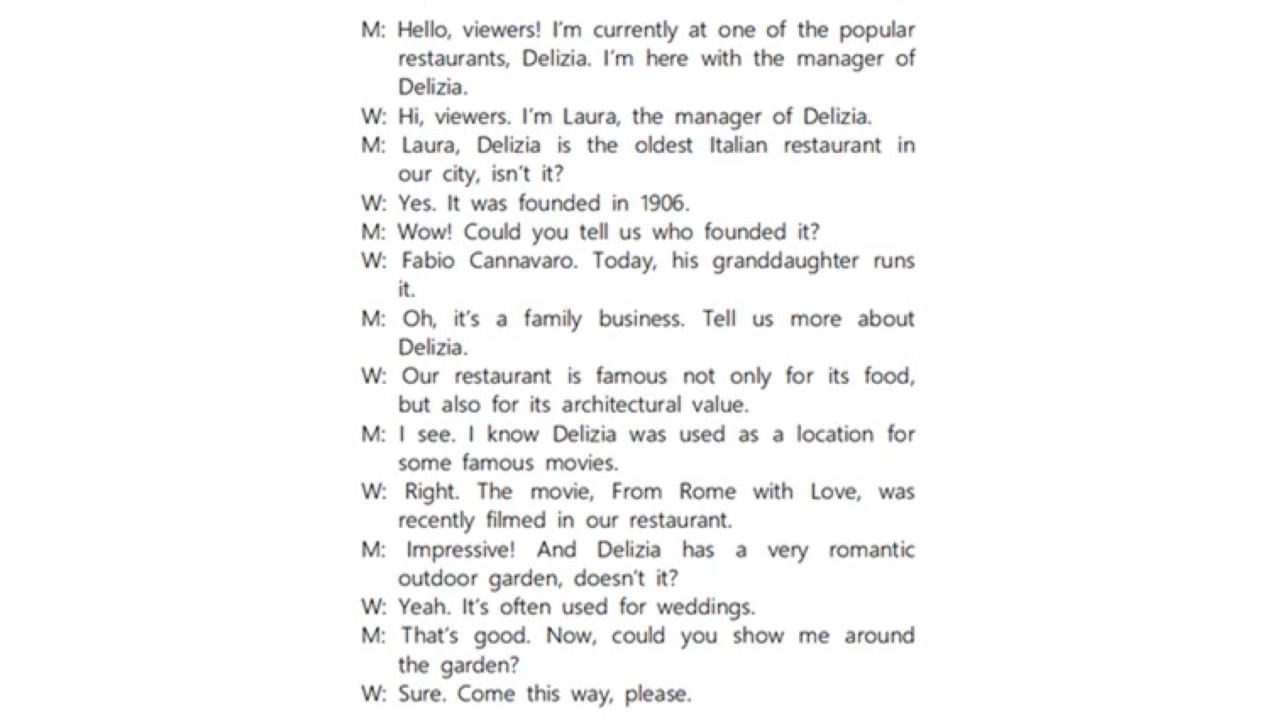 M: Hello, viewers! I'm currently at one of the popular
restaurants, Delizia. I'm here with the manager of
Delizia.
W: Hi, viewers. I'm Laura, the manager of Delizia.
M: Laura, Delizia is the oldest Italian restaurant in
our city, isn't it?
W: Yes. It was founded in 1906.
M: Wow! Could you tell us who founded it?
W: Fabio Cannavaro. Today, his granddaughter runs
it.
M: Oh, it's a family business. Tell us more about
Delizia.
W: Our restaurant is famous not only for its food,
but also for its architectural value.
M: I see. I know Delizia was used as a location for
some famous movies.
W: Right. The movie, From Rome with Love, was
recently filmed in our restaurant.
M: Impressive! And Delizia has a very romantic
outdoor garden, doesn't it?
W: Yeah. It's often used for weddings.
M: That's good. Now, could you show me around
the garden?
W: Sure. Come this way, please.